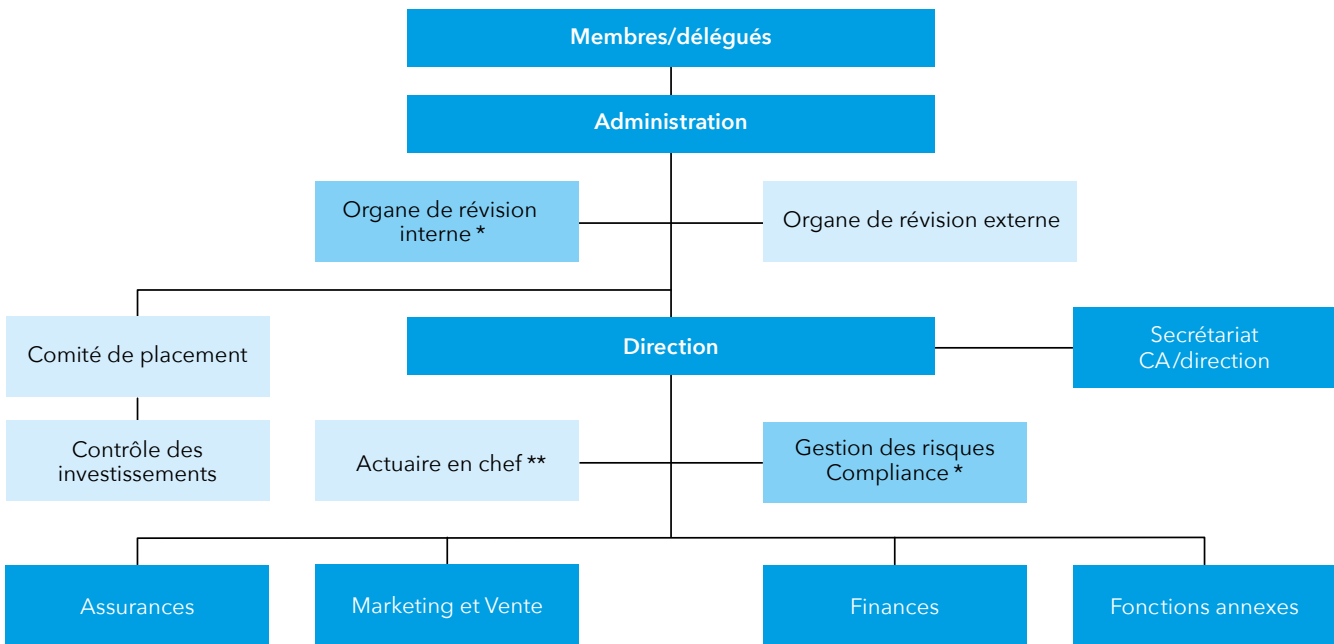 Membres/délégués
Administration
Organe de révision
interne *
Organe de révision externe
Comité de placement
Direction
Secrétariat
CA/direction
Contrôle des
investissements
Actuaire en chef **
Gestion des risques
Compliance *
Assurances
Marketing et Vente
Finances
Fonctions annexes